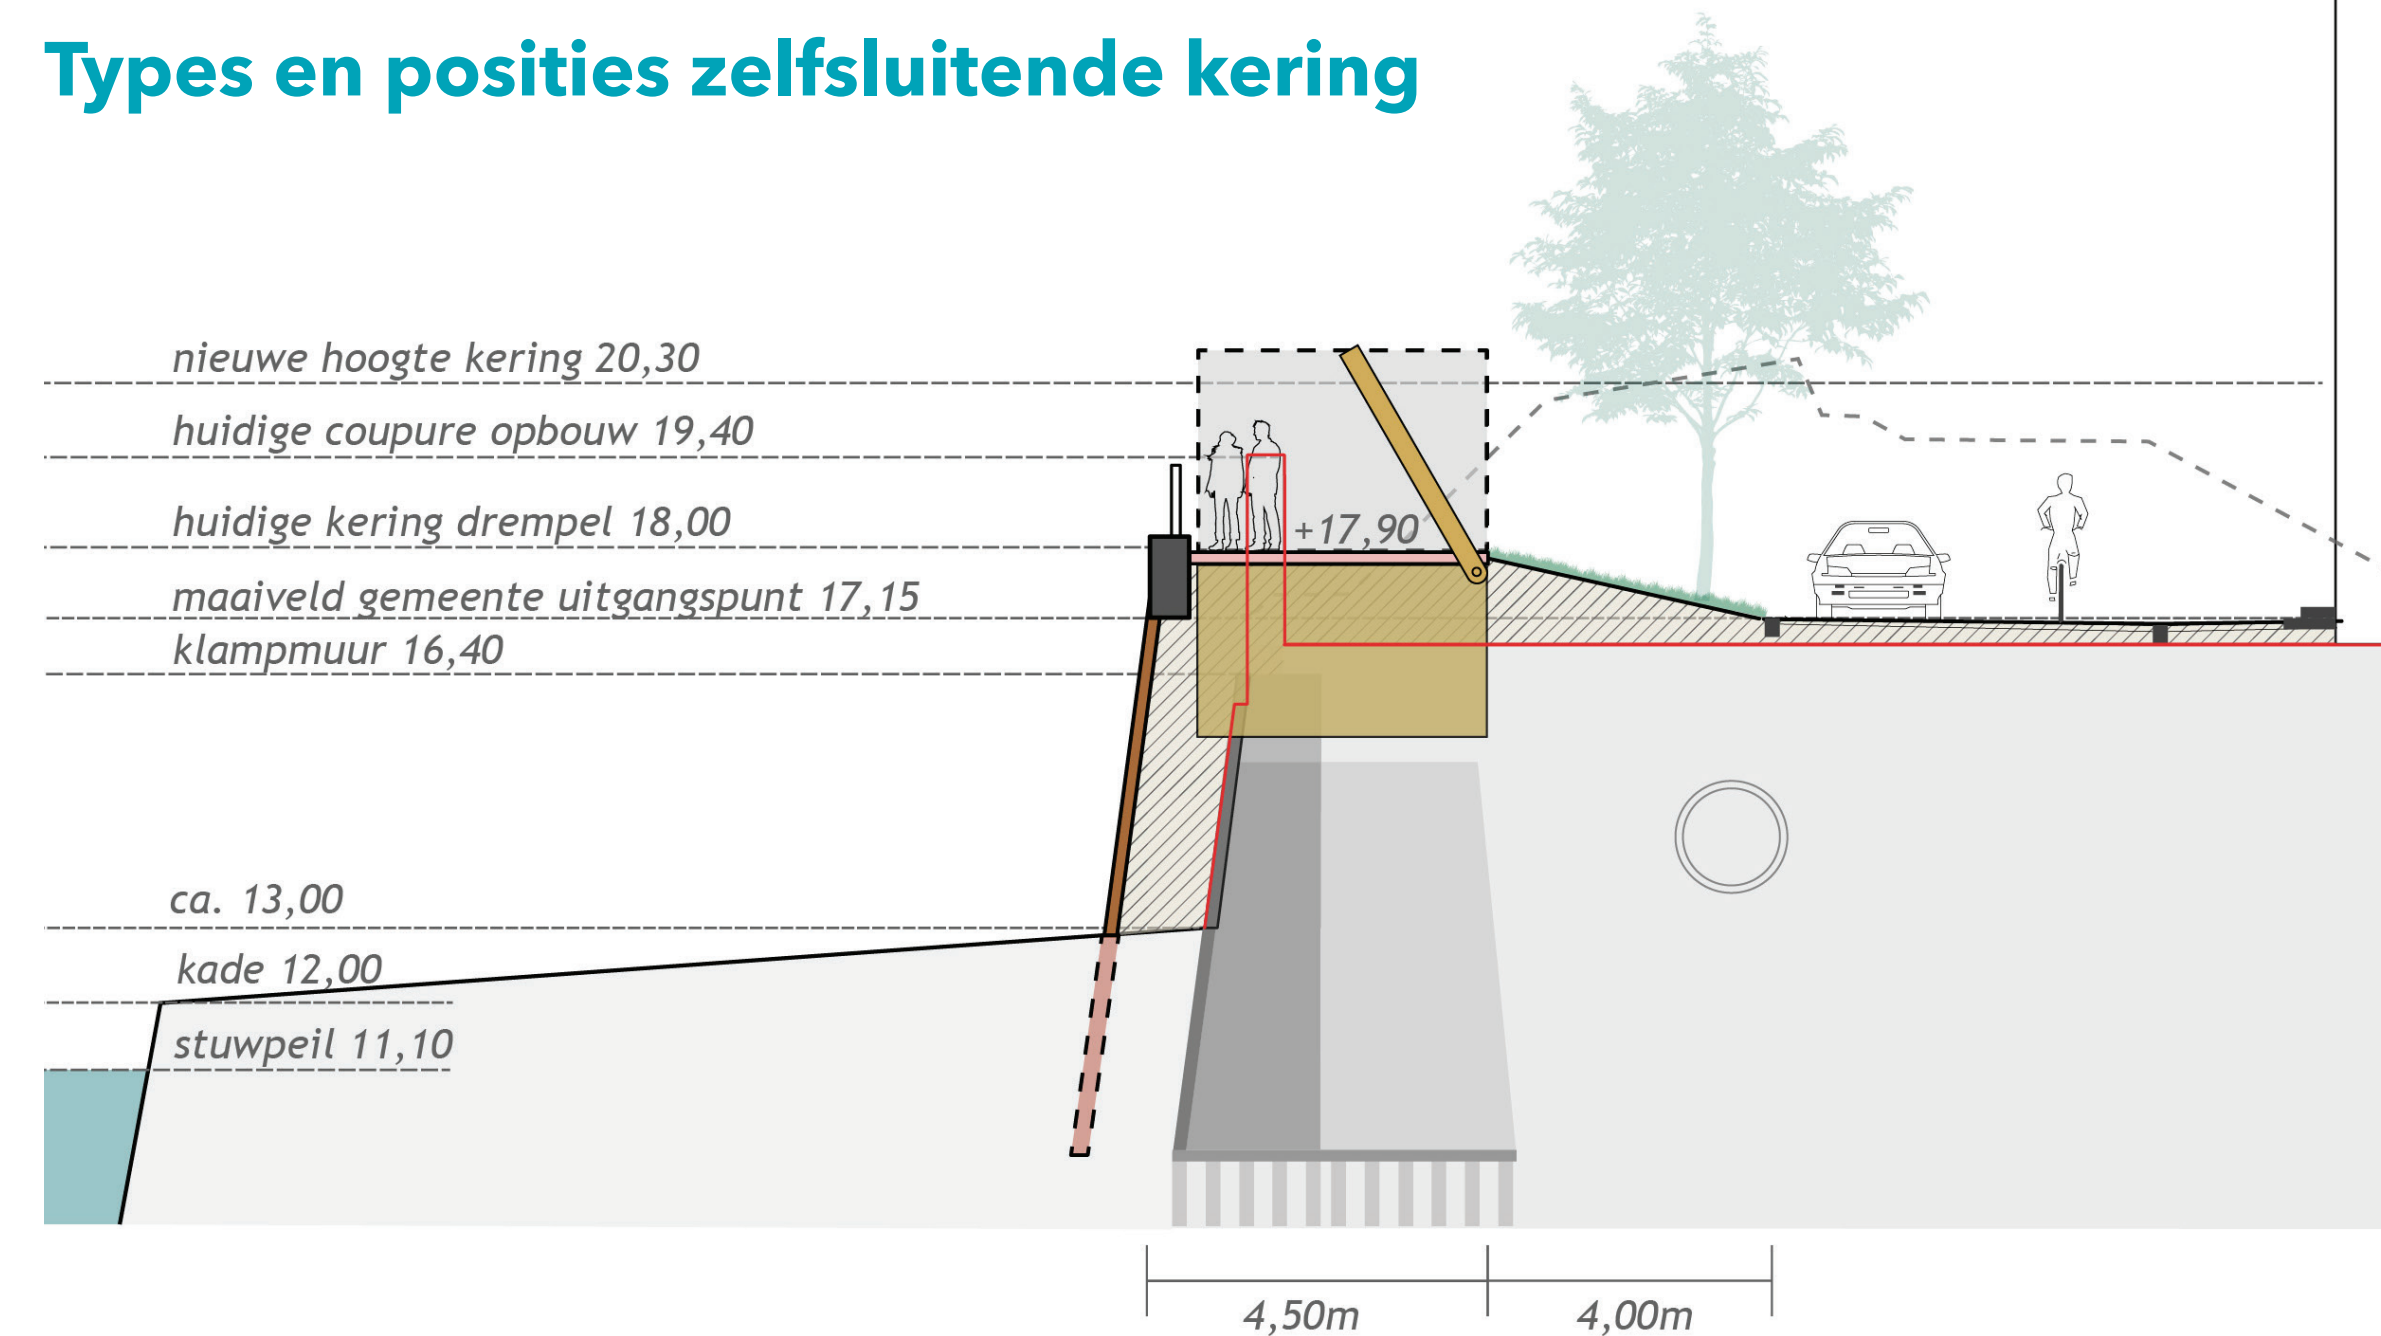 Types en posities zelfsluitende kering
nieuwe hoogte kering 20,30
huidige coupure opbouw 19,40
huidige kering drempel 18,00
+17,90
maaiveld gemeente uitgangspunt 17,15
klampmuur 16,40
ca. 13,00
kade 12,00
stuwpeil 11,10
4,50m
4,00m